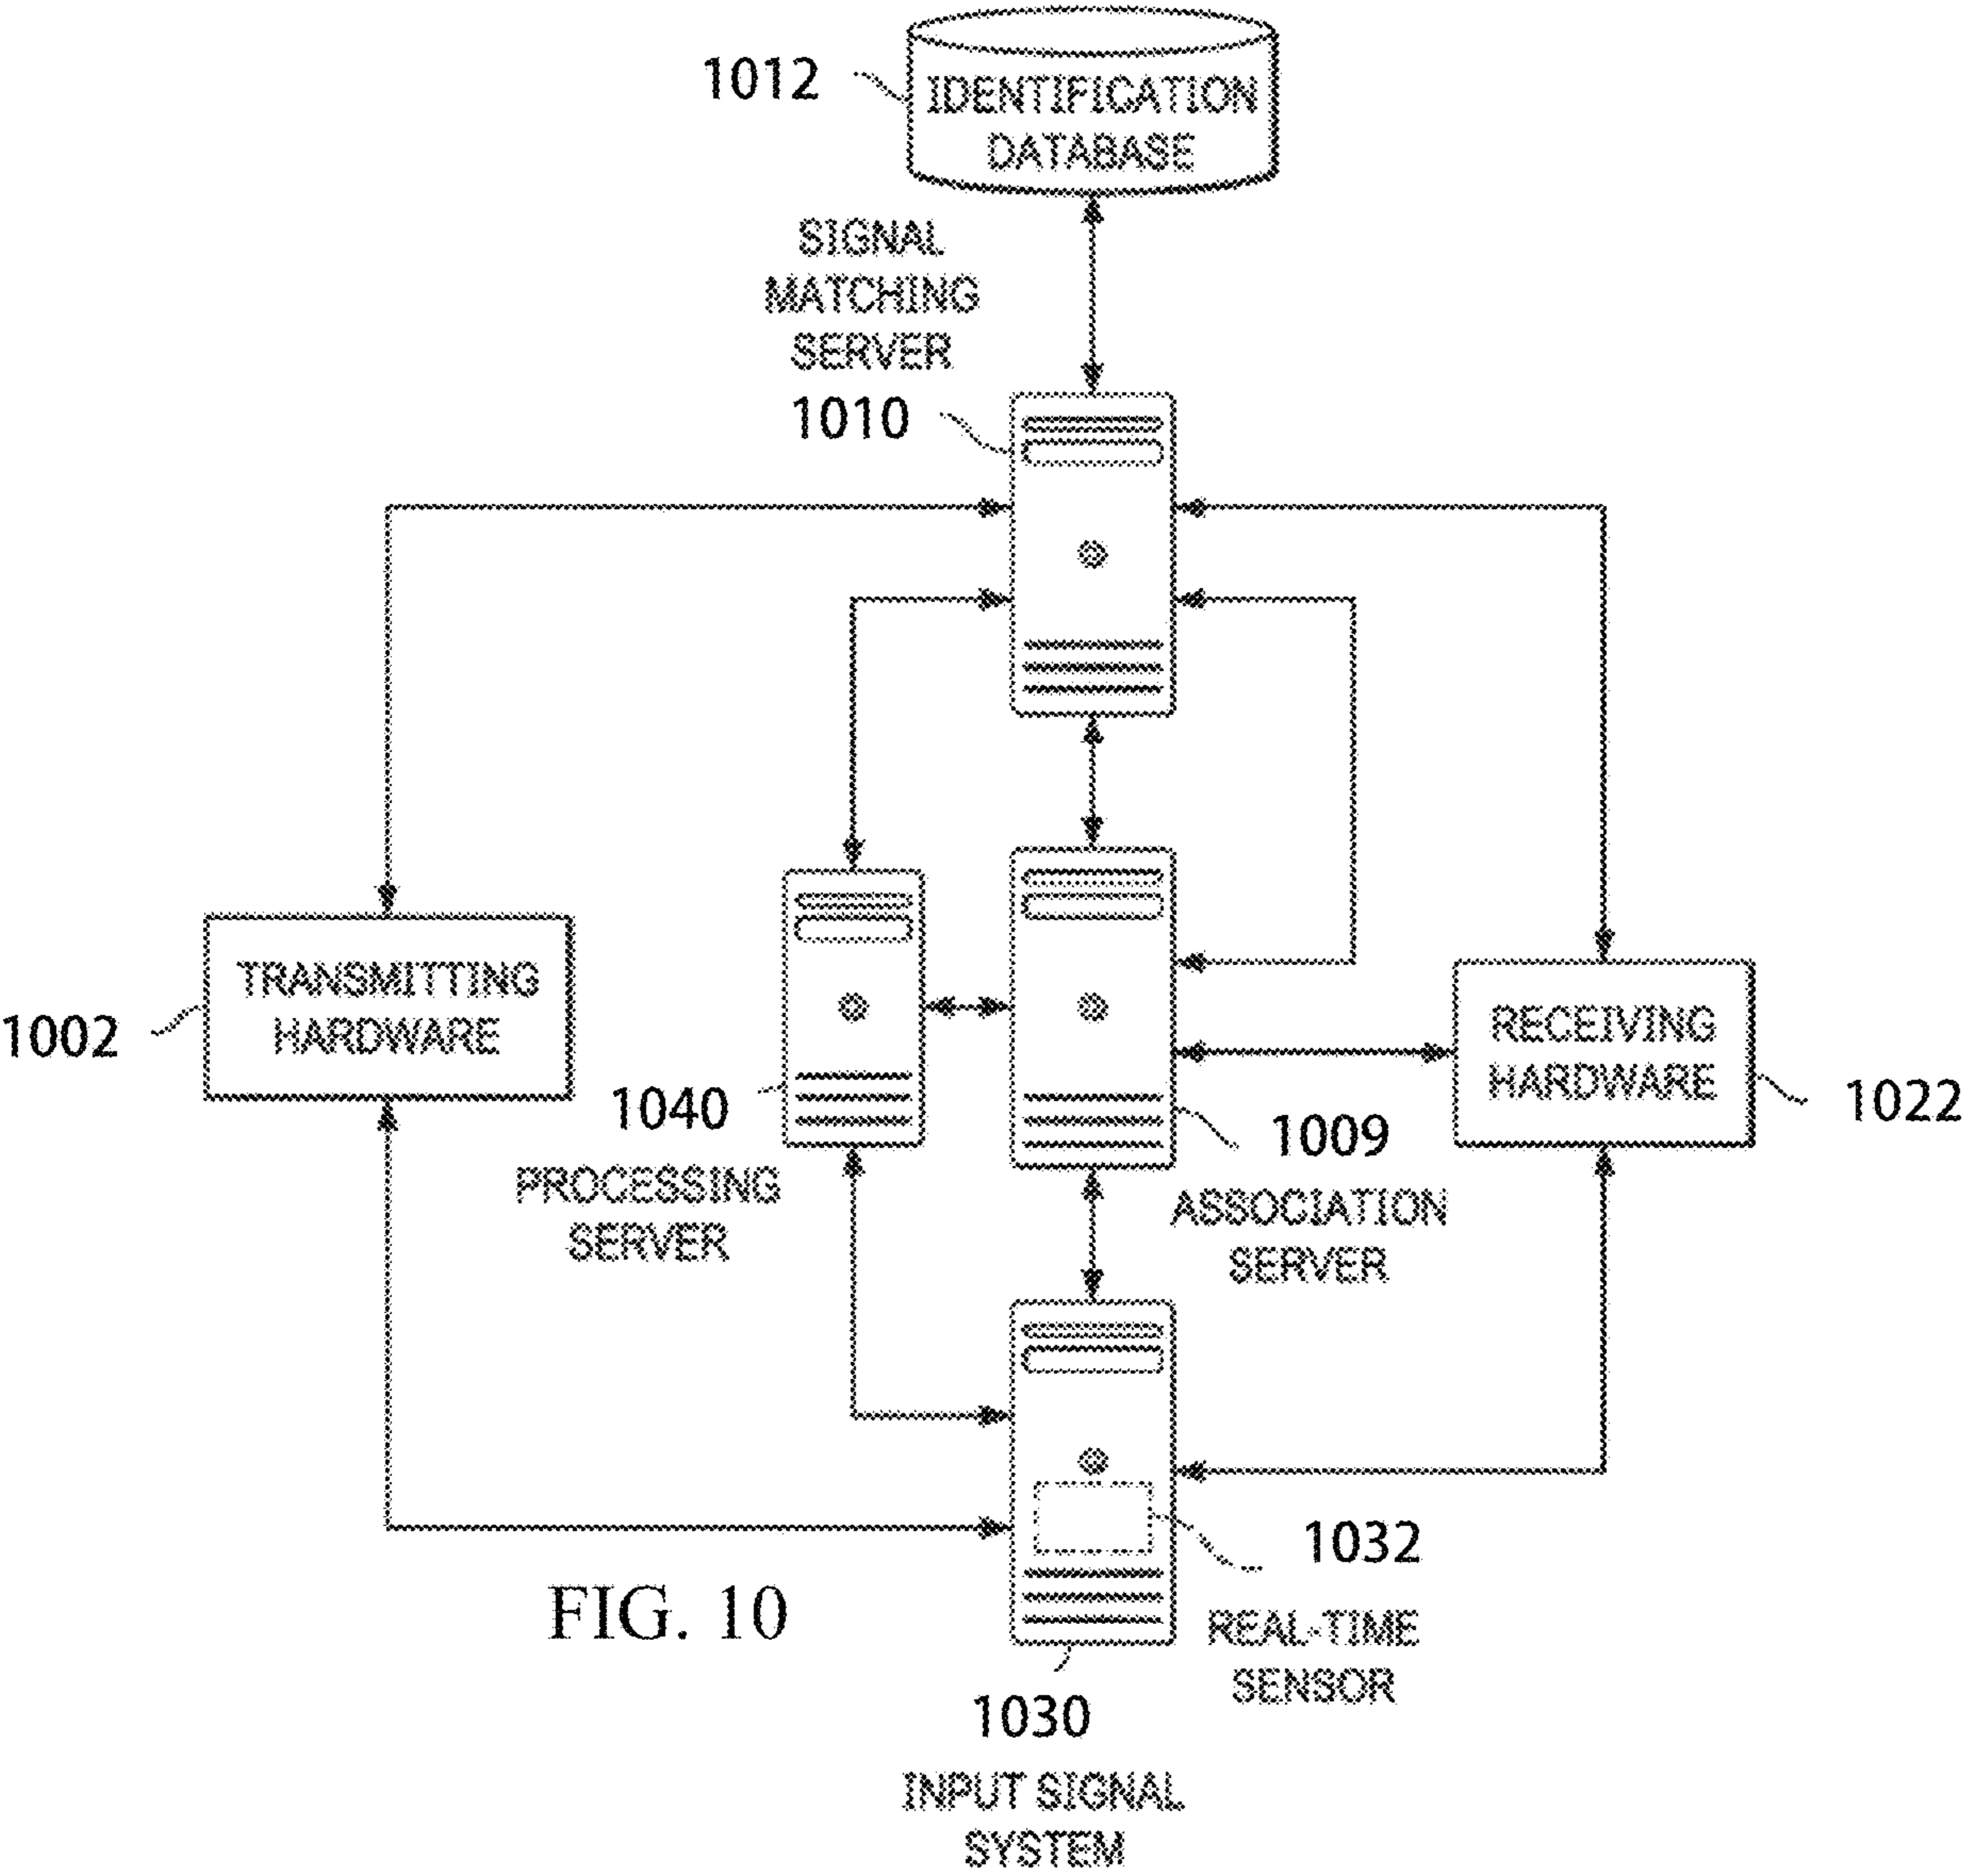 1012
IDENTIFICATION
DATABASE
SIGNAL
MATCHING
SERVER
1010
TRANSMITTING
HARDWARE
1002
RECEIVING
HARDWARE
1022
1040
PROCESSING
SERVER
1009
ASSOCIATION
SERVER
1032
REAL-TIME
SENSOR
FIG. 10
1030
INPUT SIGNAL
SYSTEM